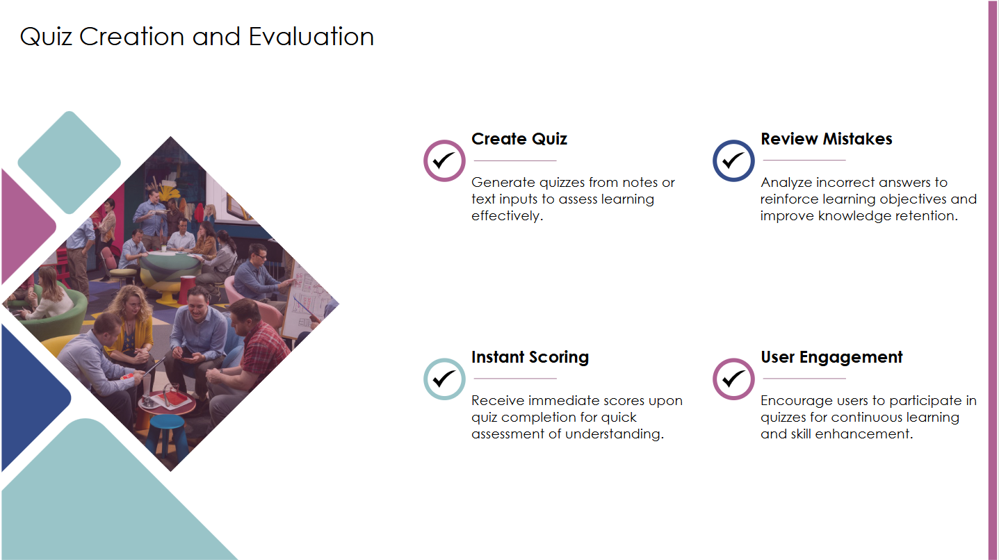 Quiz Creation and Evaluation
Create Quiz
Generate quizzes from notes or
text inputs to assess learning
effectively.
Review Mistakes
Analyze incorrect answers to
reinforce learning objectives and
improve knowledge retention.
Instant Scoring
Receive immediate scores upon
quiz completion for quick
assessment of understanding.
User Engagement
Encourage users to participate in
quizzes for continuous learning
and skill enhancement.